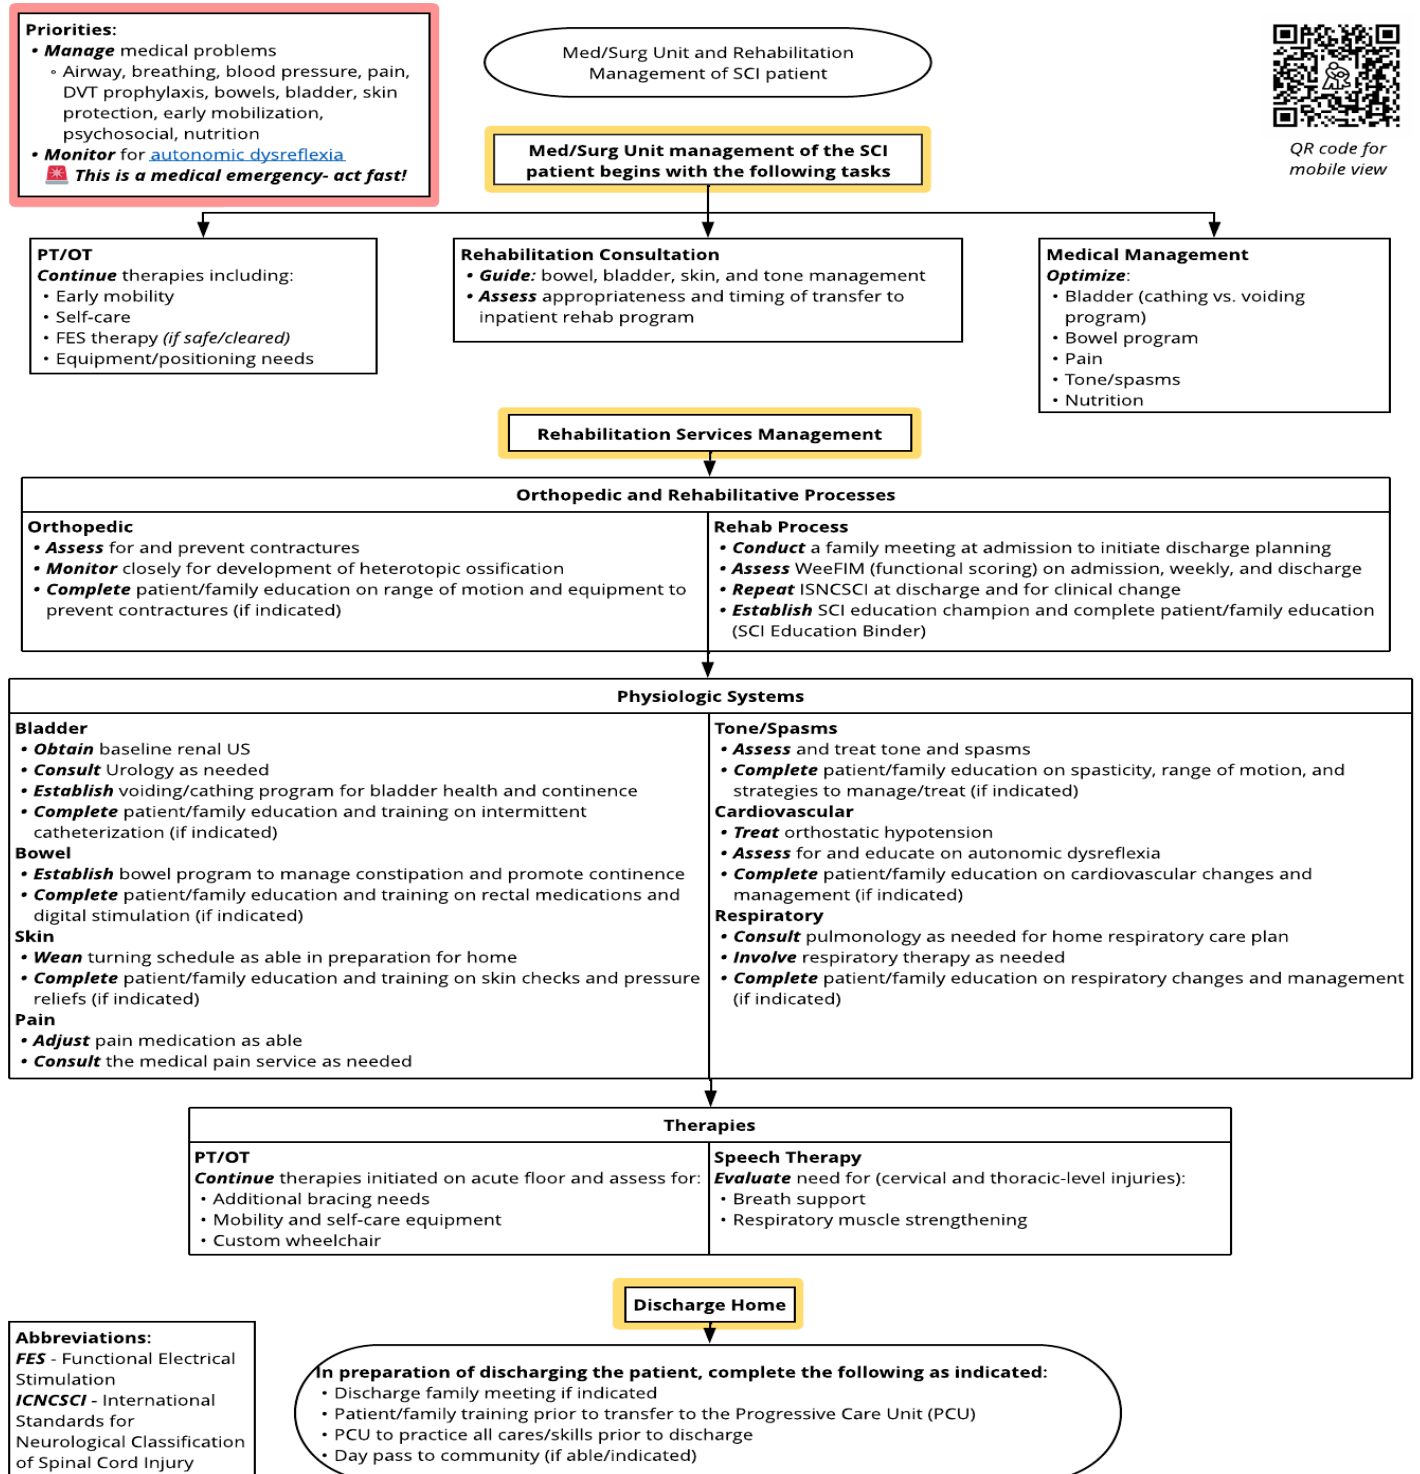 Priorities:
• Manage medical problems
◦ Airway, breathing, blood pressure, pain,
DVT prophylaxis, bowels, bladder, skin
protection, early mobilization,
psychosocial, nutrition
• Monitor for autonomic dysreflexia
🚨 This is a medical emergency- act fast!
Med/Surg Unit and Rehabilitation
Management of SCI patient
QR code for
mobile view
Med/Surg Unit management of the SCI
patient begins with the following tasks
PT/OT
Continue therapies including:
• Early mobility
• Self-care
• FES therapy (if safe/cleared)
• Equipment/positioning needs
Rehabilitation Consultation
• Guide: bowel, bladder, skin, and tone management
• Assess appropriateness and timing of transfer to
inpatient rehab program
Medical Management
Optimize:
• Bladder (cathing vs. voiding
program)
• Bowel program
• Pain
• Tone/spasms
• Nutrition
Rehabilitation Services Management
Orthopedic and Rehabilitative Processes
Orthopedic
• Assess for and prevent contractures
• Monitor closely for development of heterotopic ossification
• Complete patient/family education on range of motion and equipment to
prevent contractures (if indicated)
Rehab Process
• Conduct a family meeting at admission to initiate discharge planning
• Assess WeeFIM (functional scoring) on admission, weekly, and discharge
• Repeat ISNCSCI at discharge and for clinical change
• Establish SCI education champion and complete patient/family education
(SCI Education Binder)
Physiologic Systems
Bladder
• Obtain baseline renal US
• Consult Urology as needed
• Establish voiding/cathing program for bladder health and continence
• Complete patient/family education and training on intermittent
catheterization (if indicated)
Bowel
• Establish bowel program to manage constipation and promote continence
• Complete patient/family education and training on rectal medications and
digital stimulation (if indicated)
Skin
• Wean turning schedule as able in preparation for home
• Complete patient/family education and training on skin checks and pressure
reliefs (if indicated)
Pain
• Adjust pain medication as able
• Consult the medical pain service as needed
Tone/Spasms
• Assess and treat tone and spasms
• Complete patient/family education on spasticity, range of motion, and
strategies to manage/treat (if indicated)
Cardiovascular
• Treat orthostatic hypotension
• Assess for and educate on autonomic dysreflexia
• Complete patient/family education on cardiovascular changes and
management (if indicated)
Respiratory
• Consult pulmonology as needed for home respiratory care plan
• Involve respiratory therapy as needed
• Complete patient/family education on respiratory changes and management
(if indicated)
Therapies
PT/OT
Continue therapies initiated on acute floor and assess for:
• Additional bracing needs
• Mobility and self-care equipment
• Custom wheelchair
Speech Therapy
Evaluate need for (cervical and thoracic-level injuries):
• Breath support
• Respiratory muscle strengthening
Discharge Home
In preparation of discharging the patient, complete the following as indicated:
• Discharge family meeting if indicated
• Patient/family training prior to transfer to the Progressive Care Unit (PCU)
• PCU to practice all cares/skills prior to discharge
• Day pass to community (if able/indicated)
Abbreviations:
FES - Functional Electrical
Stimulation
ICNCSCI - International
Standards for
Neurological Classification
of Spinal Cord Injury